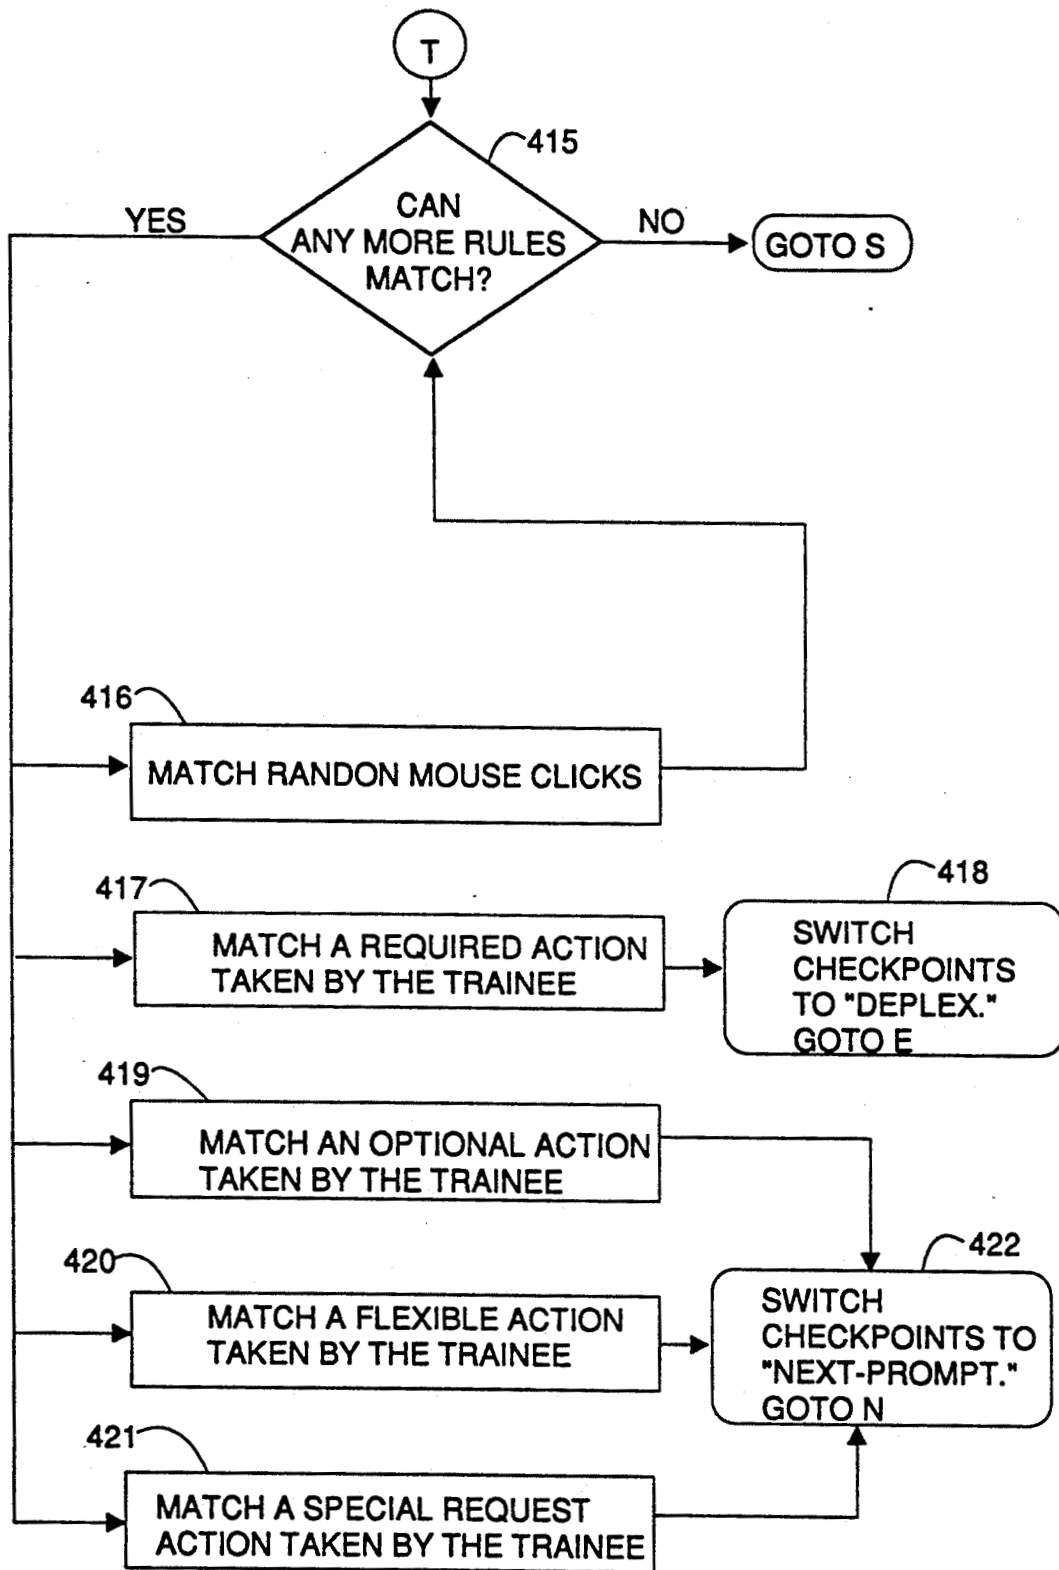 T
415
CAN
ANY MORE RULES
MATCH?
YES
NO
GOTO S
416
MATCH RANDON MOUSE CLICKS
417
MATCH A REQUIRED ACTION
TAKEN BY THE TRAINEE
418
SWITCH
CHECKPOINTS
TO "DEPLEX."
GOTO E
419
MATCH AN OPTIONAL ACTION
TAKEN BY THE TRAINEE
420
MATCH A FLEXIBLE ACTION
TAKEN BY THE TRAINEE
422
SWITCH
CHECKPOINTS TO
"NEXT-PROMPT."
GOTO N
421
MATCH A SPECIAL REQUEST
ACTION TAKEN BY THE TRAINEE